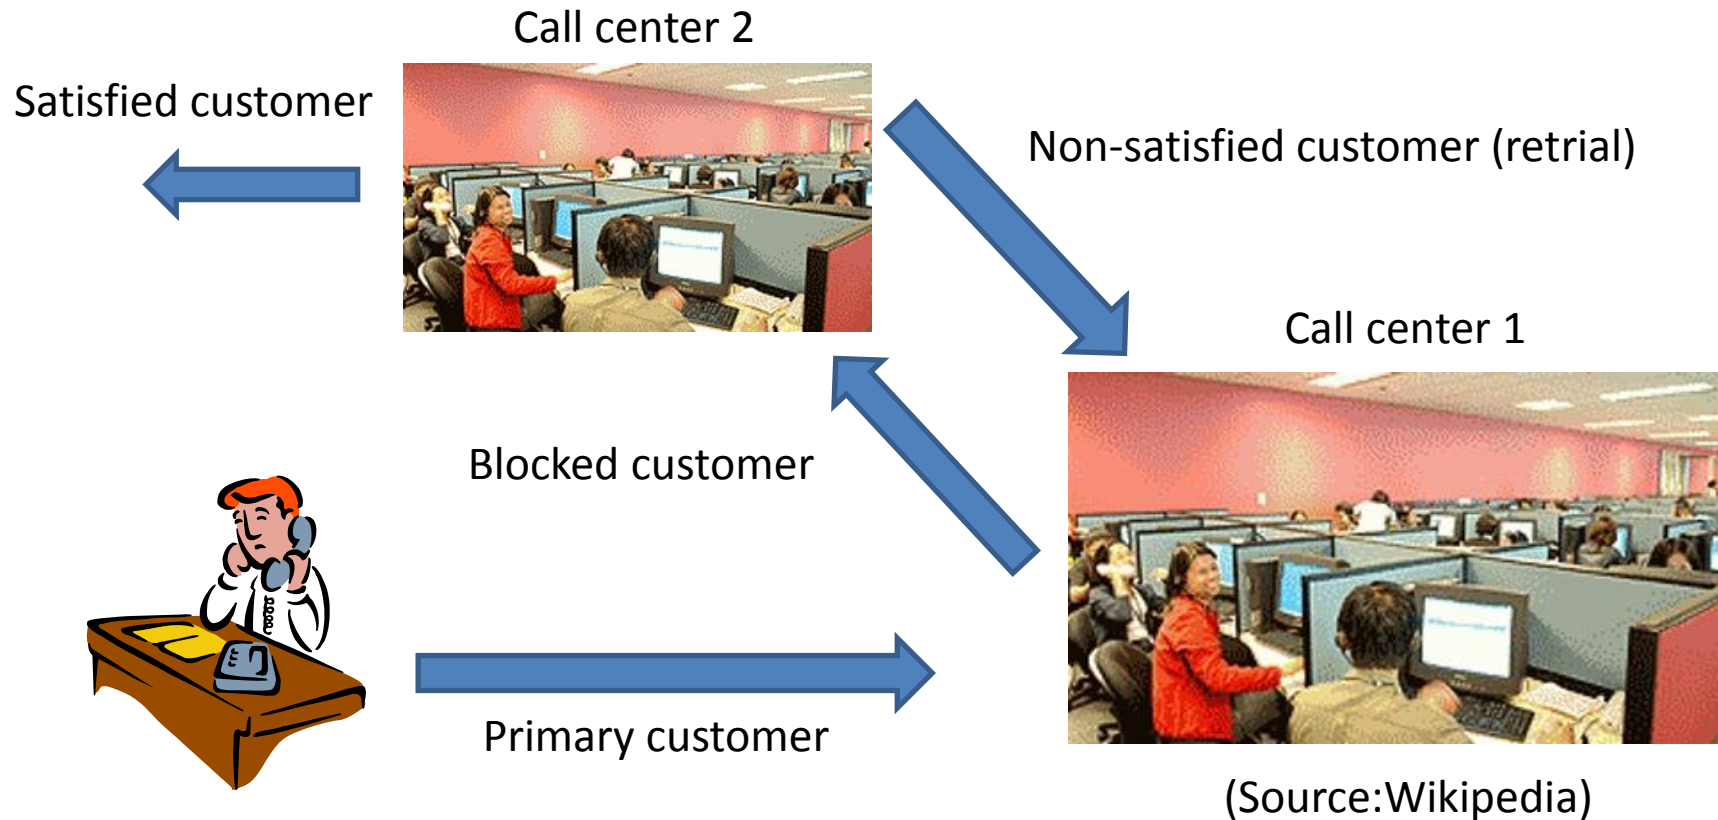 Call center 2
Satisfied customer
Non-satisfied customer (retrial)
Call center 1
Blocked customer
Primary customer
(Source:Wikipedia)